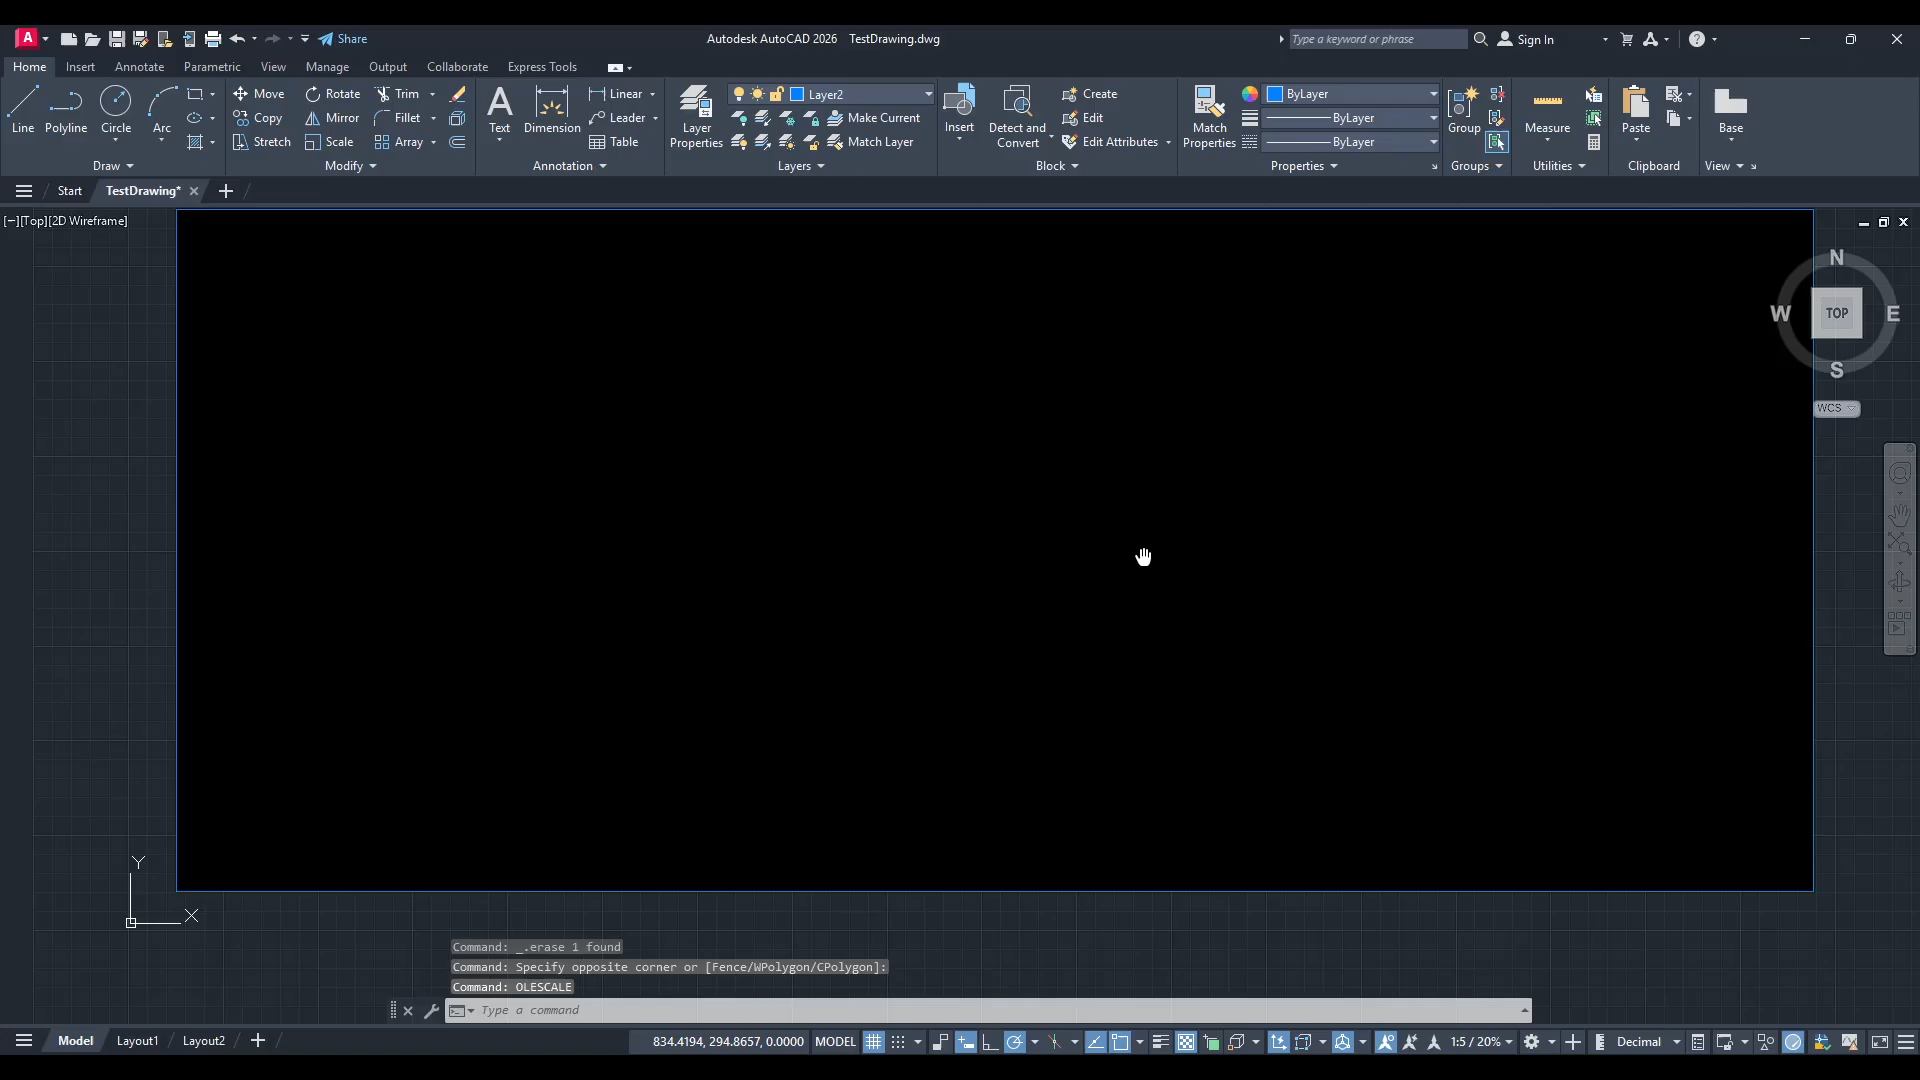 A Share Autodesk AutoCAD 2026 TestDrawing.dwg Type a keyword or phrase Sign In
Home Insert Annotate Parametric View Manage Output Collaborate Express Tools
Line Polyline Circle Arc
Move Rotate Trim
Copy Mirror Fillet
Stretch Scale Array
Text Dimension
Linear
Leader
Table
Layer Properties
Layer2
Make Current
Match Layer
Insert
Detect and Convert
Create
Edit
Edit Attributes
Match Properties
ByLayer
ByLayer
ByLayer
Group
Measure
Paste
Base
Draw Modify Annotation Layers Block Properties Groups Utilities Clipboard View
Start TestDrawing*
[−][Top][2D Wireframe]
N
W TOP E
S
WCS
Y
X
Command: _.erase 1 found
Command: Specify opposite corner or [Fence/WPolygon/CPolygon]:
Command: OLESCALE
Type a command
Model Layout1 Layout2 834.4194, 294.8657, 0.0000 MODEL 1:5 / 20% Decimal